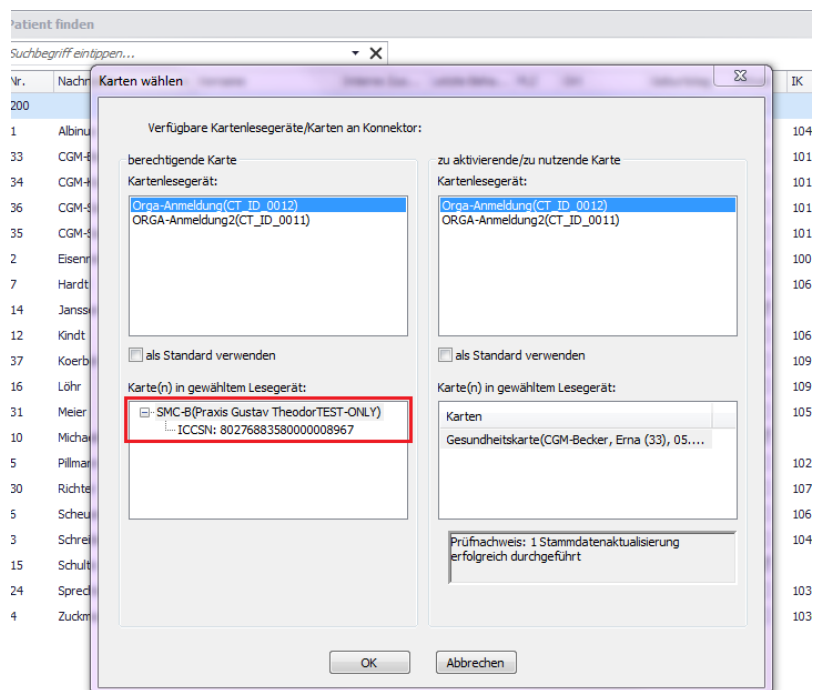 Patient finden
Suchbegriff eintippen...
Nr.
IK
Karten wählen
Verfügbare Kartenlesegeräte/Karten an Konnektor:
berechtigende Karte
Kartenlesegerät:
Orga-Anmeldung(CT_ID_0012)
ORGA-Anmeldung2(CT_ID_0011)
als Standard verwenden
Karte(n) in gewähltem Lesegerät:
SMC-B(Praxis Gustav TheodorTEST-ONLY)
ICCSN: 80276883580000008967
zu aktivierende/zu nutzende Karte
Kartenlesegerät:
Orga-Anmeldung(CT_ID_0012)
ORGA-Anmeldung2(CT_ID_0011)
als Standard verwenden
Karte(n) in gewähltem Lesegerät:
Karten
Gesundheitskarte(CGM-Becker, Erna (33), 05....
Prüfnachweis: 1 Stammdatenaktualisierung
erfolgreich durchgeführt
OK
Abbrechen
200
1 Albinu 104
33 CGM-B 101
34 CGM-H 101
36 CGM-S 101
35 CGM-S 101
2 Eisenr 100
7 Hardt 106
14 Jansse
12 Kindt 106
37 Koerb 109
16 Löhr 109
31 Meier 105
10 Michae
5 Pillmar 102
30 Richte 107
6 Scheu 106
3 Schrei 104
15 Schult
24 Sprech 103
4 Zuckm 103